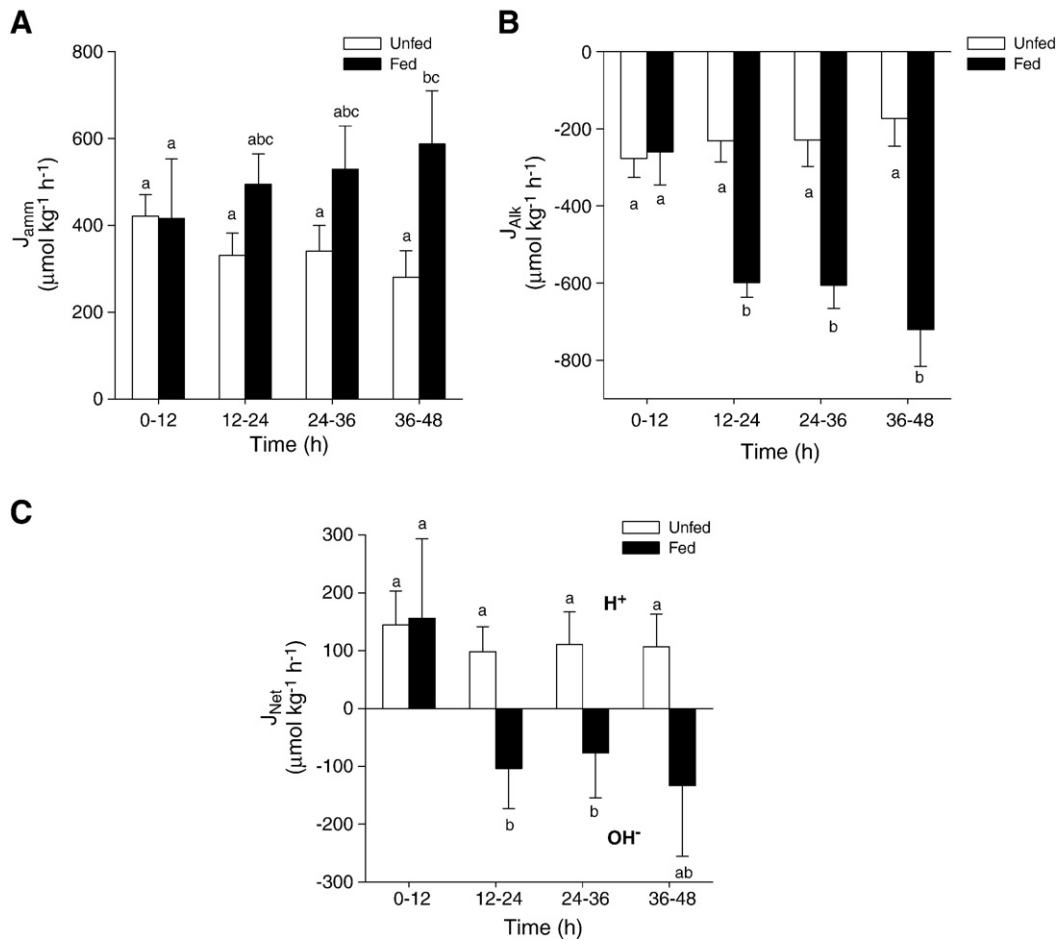 A
Unfed
Fed
800
600
400
200
0
J_amm
(μmol kg⁻¹ h⁻¹)
a
a
a
abc
a
abc
a
bc
0-12
12-24
24-36
36-48
Time (h)
B
Unfed
Fed
0
-200
-400
-600
-800
J_Alk
(μmol kg⁻¹ h⁻¹)
a
a
a
b
a
b
a
b
0-12
12-24
24-36
36-48
Time (h)
C
Unfed
Fed
300
200
100
0
-100
-200
-300
J_Net
(μmol kg⁻¹ h⁻¹)
a
a
a
b
a
b
a
ab
H⁺
OH⁻
0-12
12-24
24-36
36-48
Time (h)